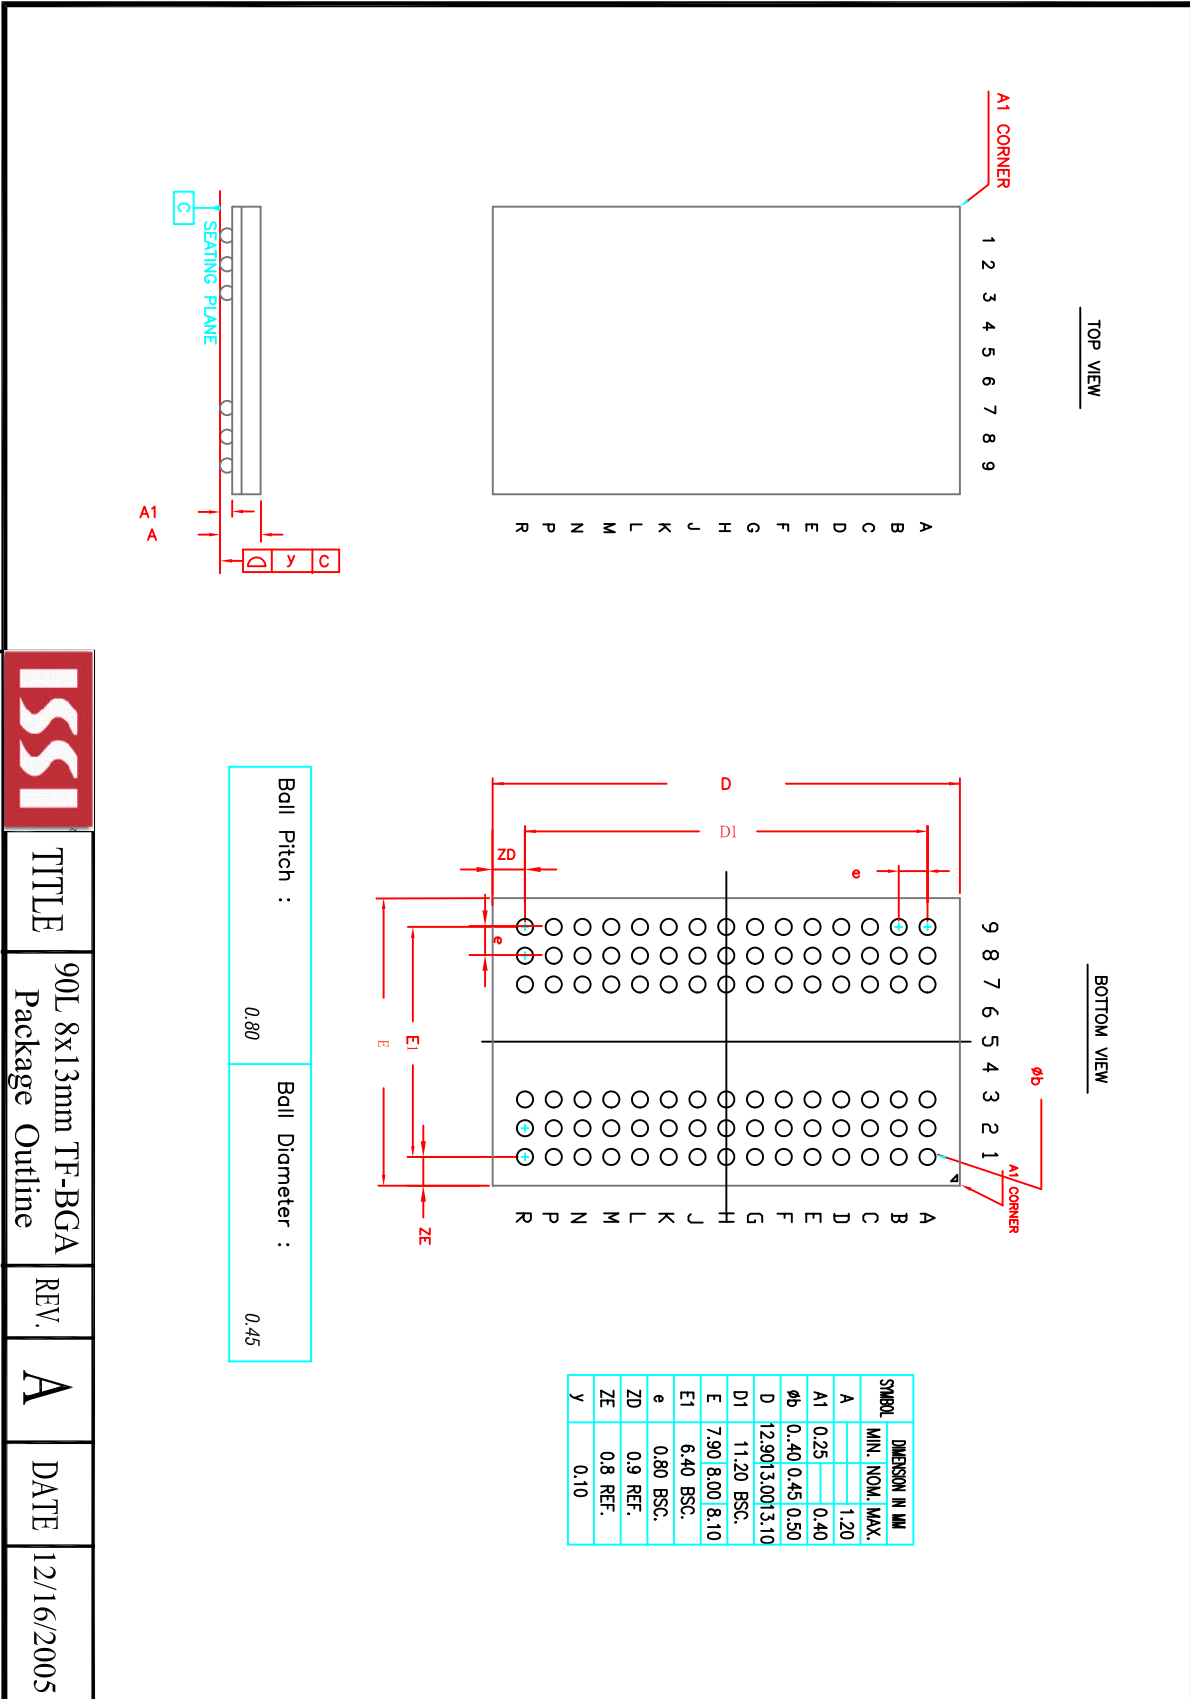 TOP VIEW
A1 CORNER
1 2 3 4 5 6 7 8 9
A
B
C
D
E
F
G
H
J
K
L
M
N
P
R
C
SEATING PLANE
A1
A
y C
BOTTOM VIEW
Øb
A1 CORNER
9 8 7 6 5 4 3 2 1
A
B
C
D
E
F
G
H
J
K
L
M
N
P
R
D
D1
e
ZD
e
E1
E
ZE
SYMBOL DIMENSION IN MM
MIN. NOM. MAX.
A 1.20
A1 0.25 0.40
Øb 0..40 0.45 0.50
D 12.90 13.00 13.10
D1 11.20 BSC.
E 7.90 8.00 8.10
E1 6.40 BSC.
e 0.80 BSC.
ZD 0.9 REF.
ZE 0.8 REF.
y 0.10
Ball Pitch : 0.80
Ball Diameter : 0.45
ISSI
TITLE
90L 8x13mm TF-BGA
Package Outline
REV.
A
DATE
12/16/2005